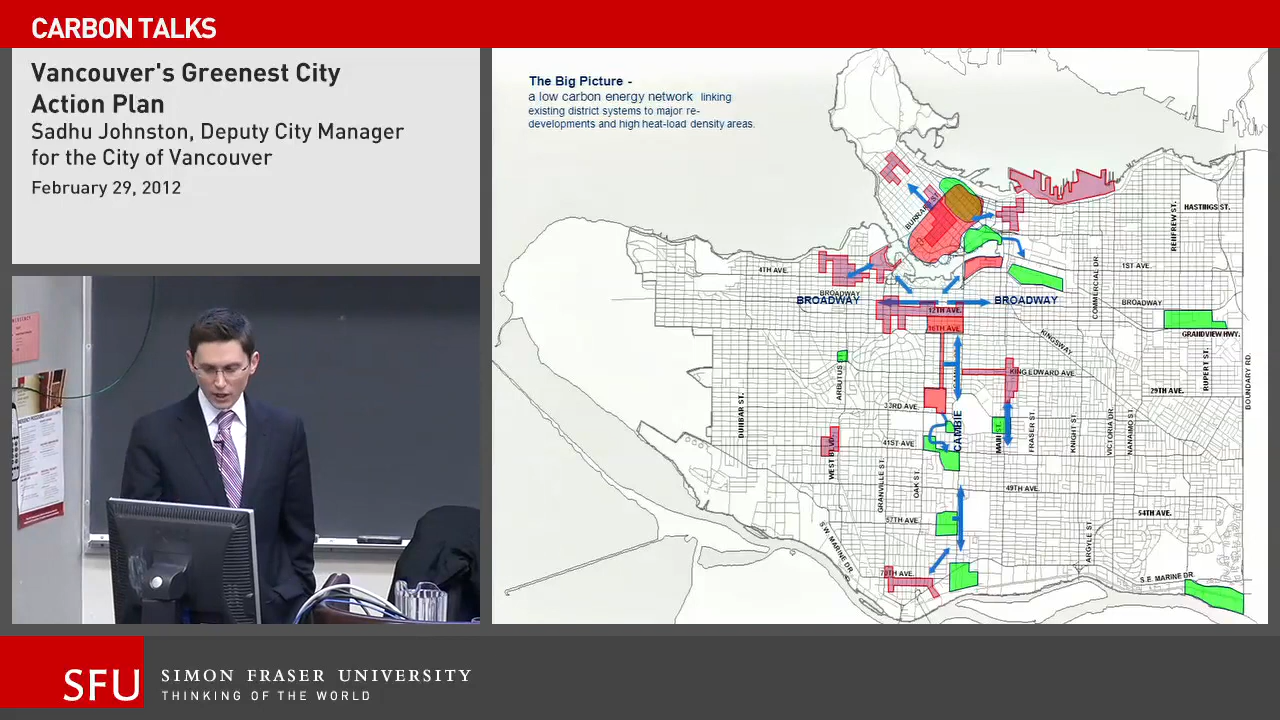 CARBON TALKS
Vancouver's Greenest City
Action Plan
Sadhu Johnston, Deputy City Manager
for the City of Vancouver
February 29, 2012
The Big Picture -
a low carbon energy network linking
existing district systems to major re-
developments and high heat-load density areas.
BURRARD ST.
HASTINGS ST.
RENFREW ST.
4TH AVE.
1ST AVE.
COMMERCIAL DR.
BROADWAY
BROADWAY
BROADWAY
BROADWAY
12TH AVE.
16TH AVE.
GRANDVIEW HWY.
KINGSWAY
KING EDWARD AVE
RUPERT ST.
BOUNDARY RD.
ARBUTUS ST.
29TH AVE.
DUNBAR ST.
33RD AVE.
CAMBIE
MAIN ST.
FRASER ST.
KNIGHT ST.
VICTORIA DR.
NANAIMO ST.
41ST AVE.
WEST BLVD.
GRANVILLE ST.
OAK ST.
49TH AVE.
57TH AVE.
54TH AVE.
ARGYLE ST.
S.W. MARINE DR.
70TH AVE.
S.E. MARINE DR.
SFU
SIMON FRASER UNIVERSITY
THINKING OF THE WORLD